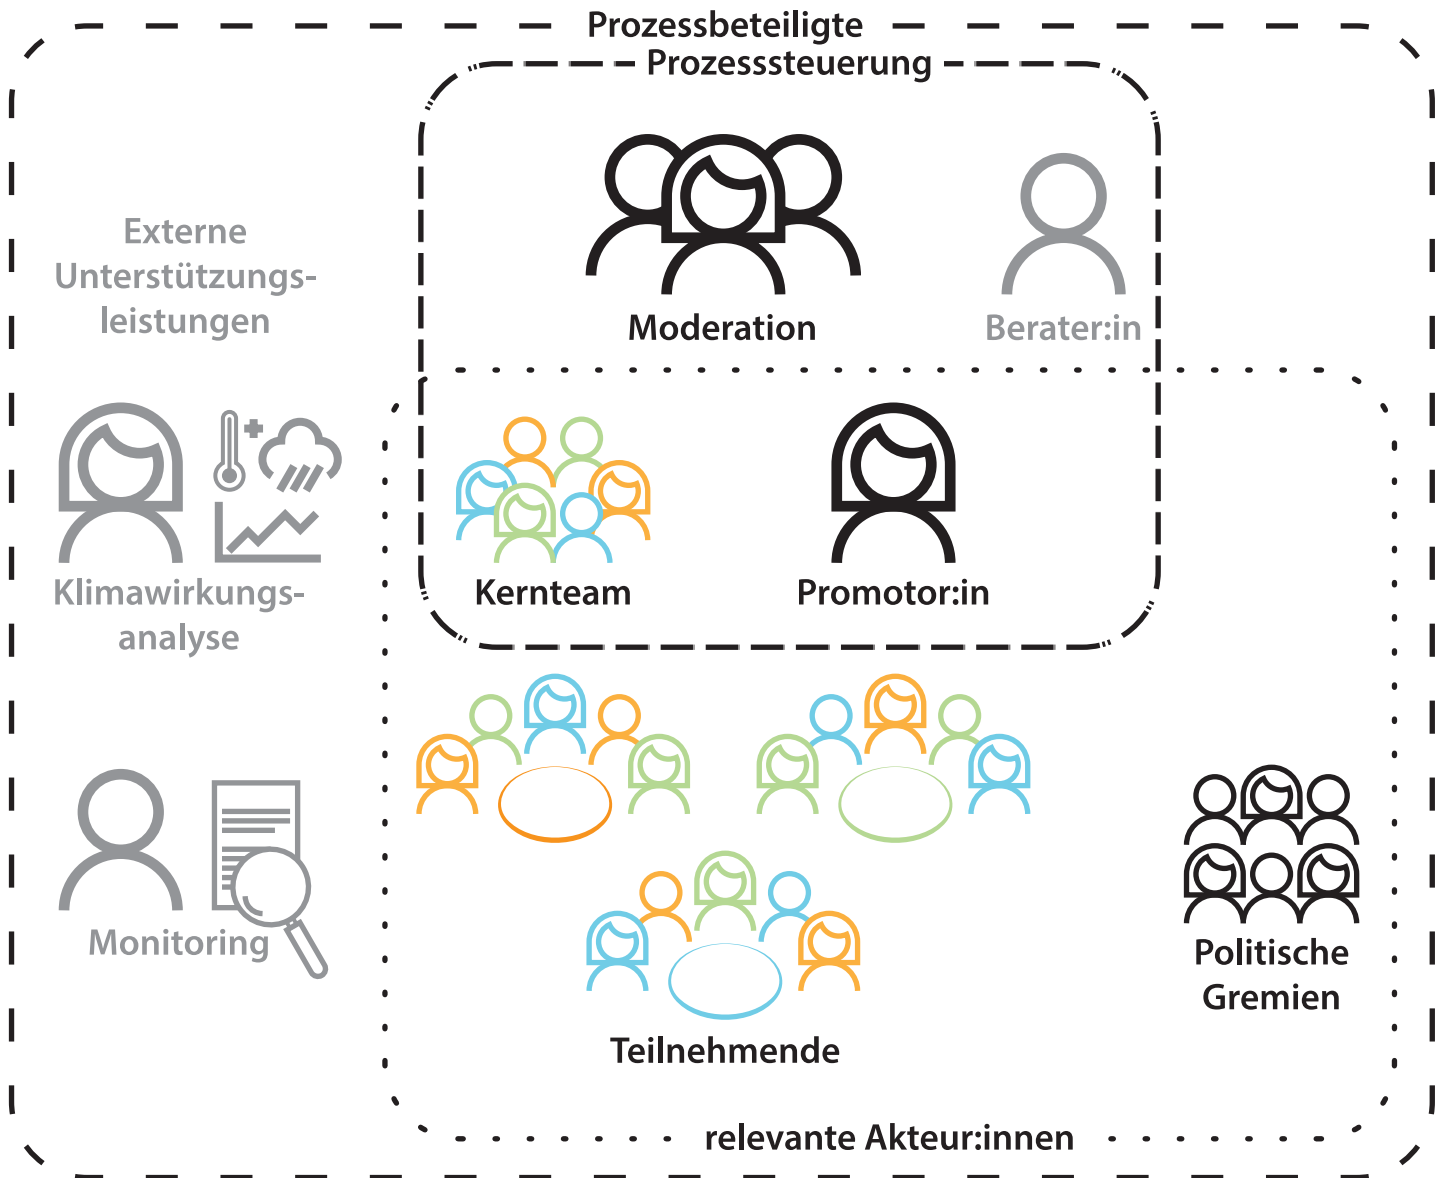 Prozessbeteiligte
Prozesssteuerung
Externe
Unterstützungs-
leistungen
Moderation
Berater:in
Klimawirkungs-
analyse
Kernteam
Promotor:in
Monitoring
Politische
Gremien
Teilnehmende
relevante Akteur:innen